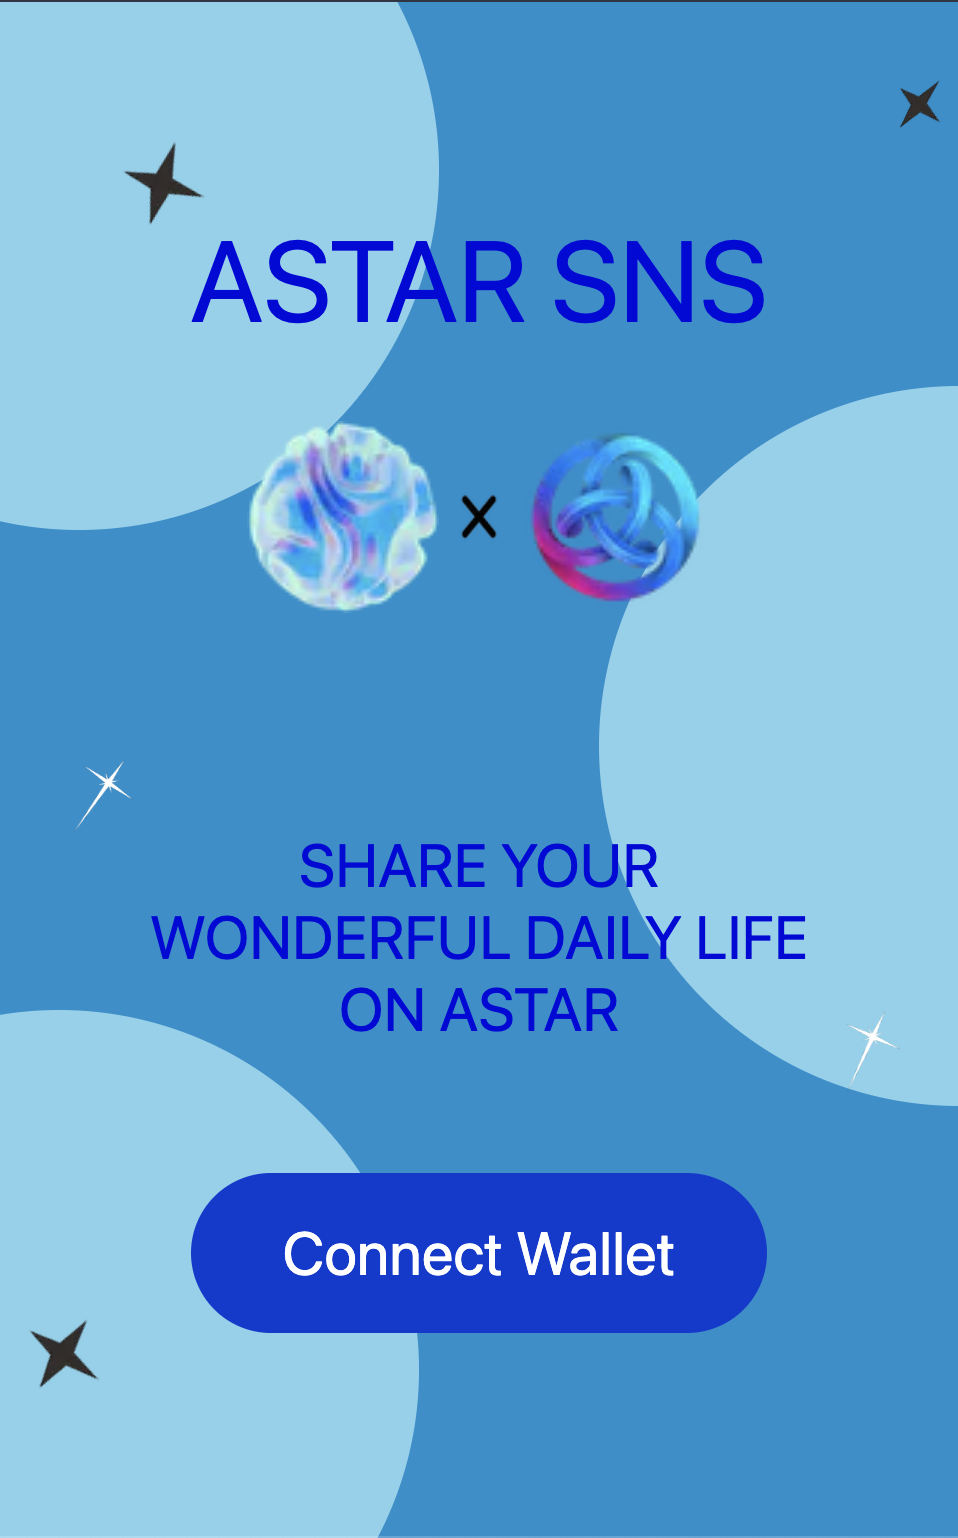 ASTAR SNS
X
SHARE YOUR
WONDERFUL DAILY LIFE
ON ASTAR
Connect Wallet